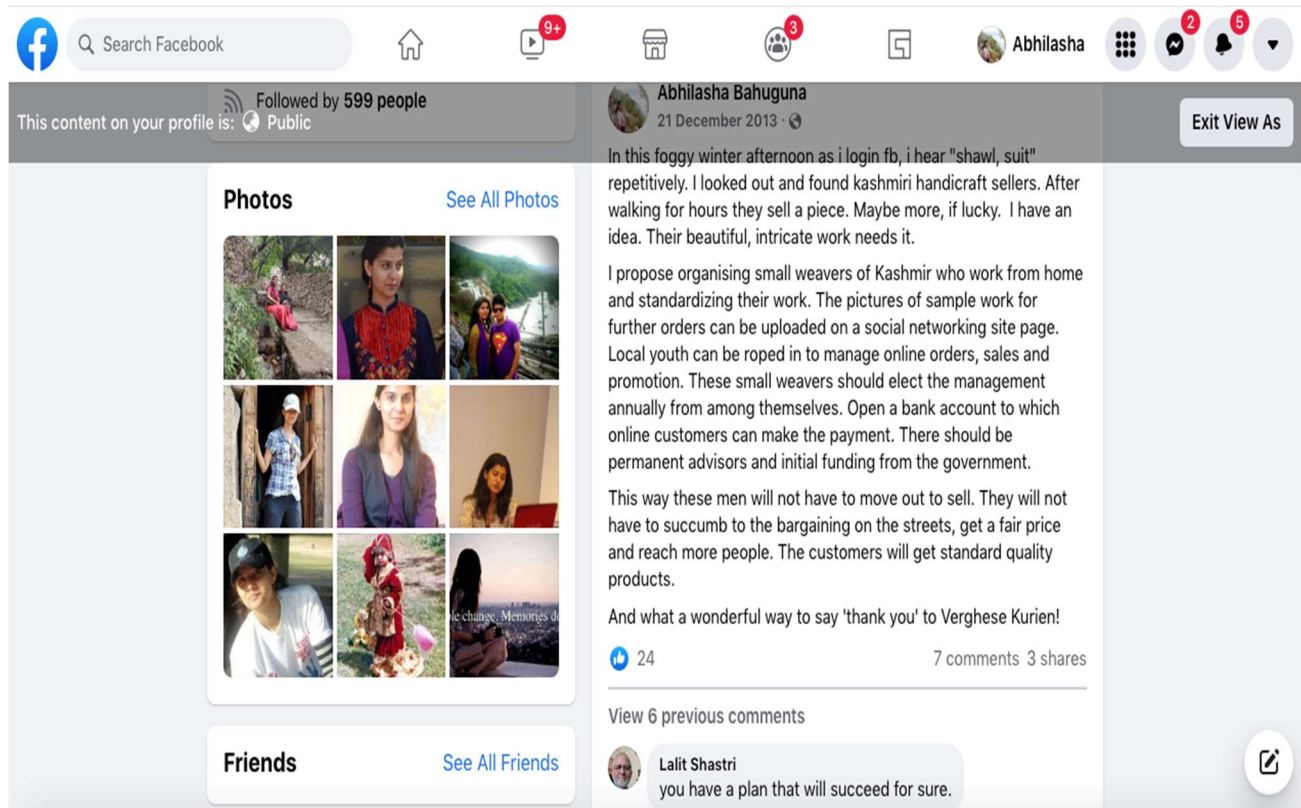 Search Facebook
9+
3
Abhilasha
2
5
Followed by 599 people
This content on your profile is: Public
Exit View As
Photos
See All Photos
le change. Memories do
Friends
See All Friends
Abhilasha Bahuguna
21 December 2013 ·
In this foggy winter afternoon as i login fb, i hear "shawl, suit"
repetitively. I looked out and found kashmiri handicraft sellers. After
walking for hours they sell a piece. Maybe more, if lucky.  I have an
idea. Their beautiful, intricate work needs it.
I propose organising small weavers of Kashmir who work from home
and standardizing their work. The pictures of sample work for
further orders can be uploaded on a social networking site page.
Local youth can be roped in to manage online orders, sales and
promotion. These small weavers should elect the management
annually from among themselves. Open a bank account to which
online customers can make the payment. There should be
permanent advisors and initial funding from the government.
This way these men will not have to move out to sell. They will not
have to succumb to the bargaining on the streets, get a fair price
and reach more people. The customers will get standard quality
products.
And what a wonderful way to say 'thank you' to Verghese Kurien!
24
7 comments 3 shares
View 6 previous comments
Lalit Shastri
you have a plan that will succeed for sure.